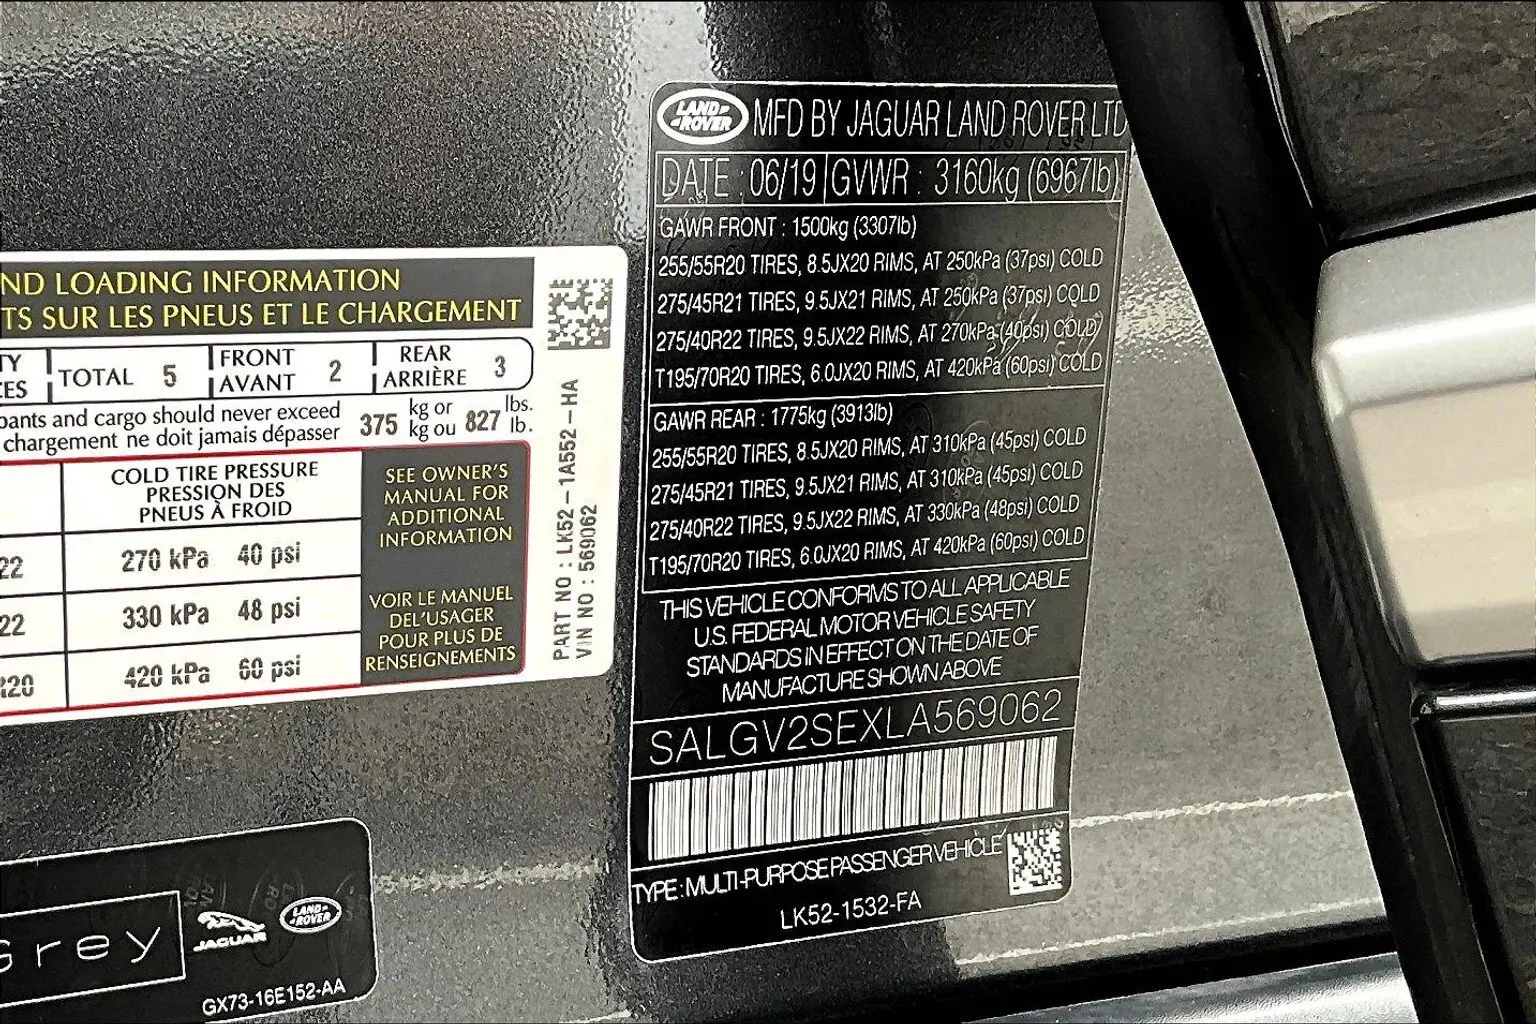 ND LOADING INFORMATION
TS SUR LES PNEUS ET LE CHARGEMENT
TY
CES
TOTAL 5
FRONT
AVANT 2
REAR
ARRIÈRE 3
pants and cargo should never exceed
chargement ne doit jamais dépasser
375 kg or 827 lbs.
kg ou lb.
COLD TIRE PRESSURE
PRESSION DES
PNEUS À FROID
22 270 kPa 40 psi
22 330 kPa 48 psi
R20 420 kPa 60 psi
SEE OWNER'S
MANUAL FOR
ADDITIONAL
INFORMATION
VOIR LE MANUEL
DEL'USAGER
POUR PLUS DE
RENSEIGNEMENTS
PART NO : LK52-1A552-HA
VIN NO : 569062
LAND-
-ROVER
MFD BY JAGUAR LAND ROVER LTD
DATE : 06/19 GVWR : 3160kg (6967lb)
GAWR FRONT : 1500kg (3307lb)
255/55R20 TIRES, 8.5JX20 RIMS, AT 250kPa (37psi) COLD
275/45R21 TIRES, 9.5JX21 RIMS, AT 250kPa (37psi) COLD
275/40R22 TIRES, 9.5JX22 RIMS, AT 270kPa (40psi) COLD
T195/70R20 TIRES, 6.0JX20 RIMS, AT 420kPa (60psi) COLD
GAWR REAR : 1775kg (3913lb)
255/55R20 TIRES, 8.5JX20 RIMS, AT 310kPa (45psi) COLD
275/45R21 TIRES, 9.5JX21 RIMS, AT 310kPa (45psi) COLD
275/40R22 TIRES, 9.5JX22 RIMS, AT 330kPa (48psi) COLD
T195/70R20 TIRES, 6.0JX20 RIMS, AT 420kPa (60psi) COLD
THIS VEHICLE CONFORMS TO ALL APPLICABLE
U.S. FEDERAL MOTOR VEHICLE SAFETY
STANDARDS IN EFFECT ON THE DATE OF
MANUFACTURE SHOWN ABOVE
SALGV2SEXLA569062
TYPE : MULTI-PURPOSE PASSENGER VEHICLE
LK52-1532-FA
Grey
JAGUAR
LAND-
-ROVER
GX73-16E152-AA